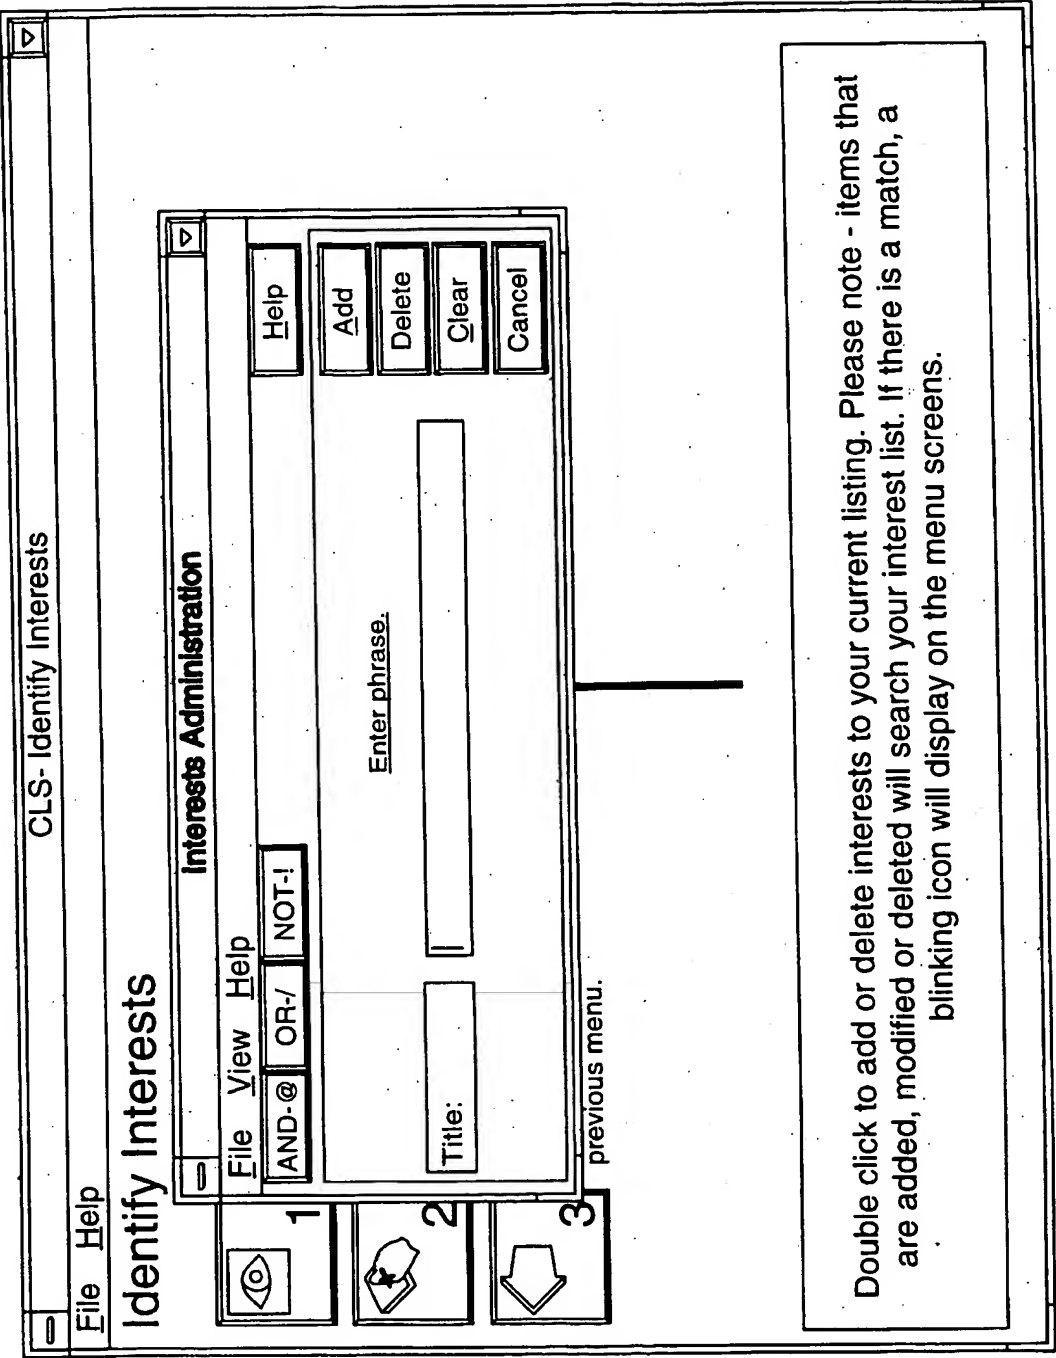 CLS- Identify Interests
File Help
Identify Interests
Interests Administration
File View Help
AND-@ OR-/ NOT-! Help
Enter phrase.
Title:
Add
Delete
Clear
Cancel
1
2
3
previous menu.
Double click to add or delete interests to your current listing. Please note - items that
are added, modified or deleted will search your interest list. If there is a match, a
blinking icon will display on the menu screens.